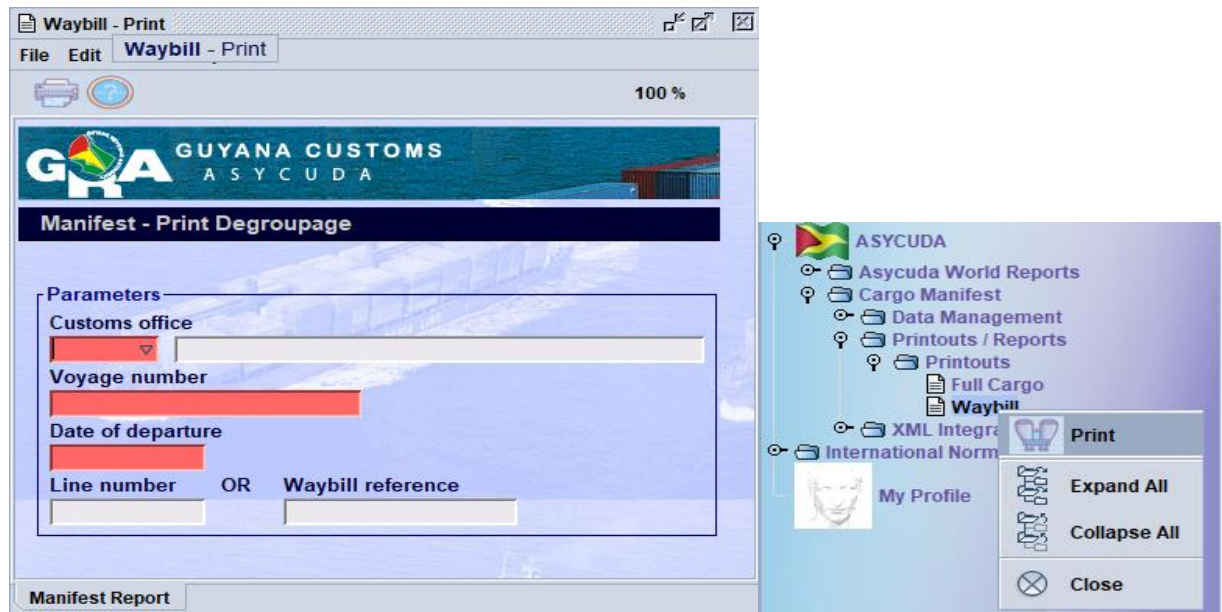 Waybill - Print
File Edit
Waybill - Print
100 %
GRA GUYANA CUSTOMS
ASYCUDA
Manifest - Print Degroupage
Parameters
Customs office
Voyage number
Date of departure
Line number OR Waybill reference
Manifest Report
ASYCUDA
Asycuda World Reports
Cargo Manifest
Data Management
Printouts / Reports
Printouts
Full Cargo
Waybill
XML Integra
International Norm
My Profile
Print
Expand All
Collapse All
Close